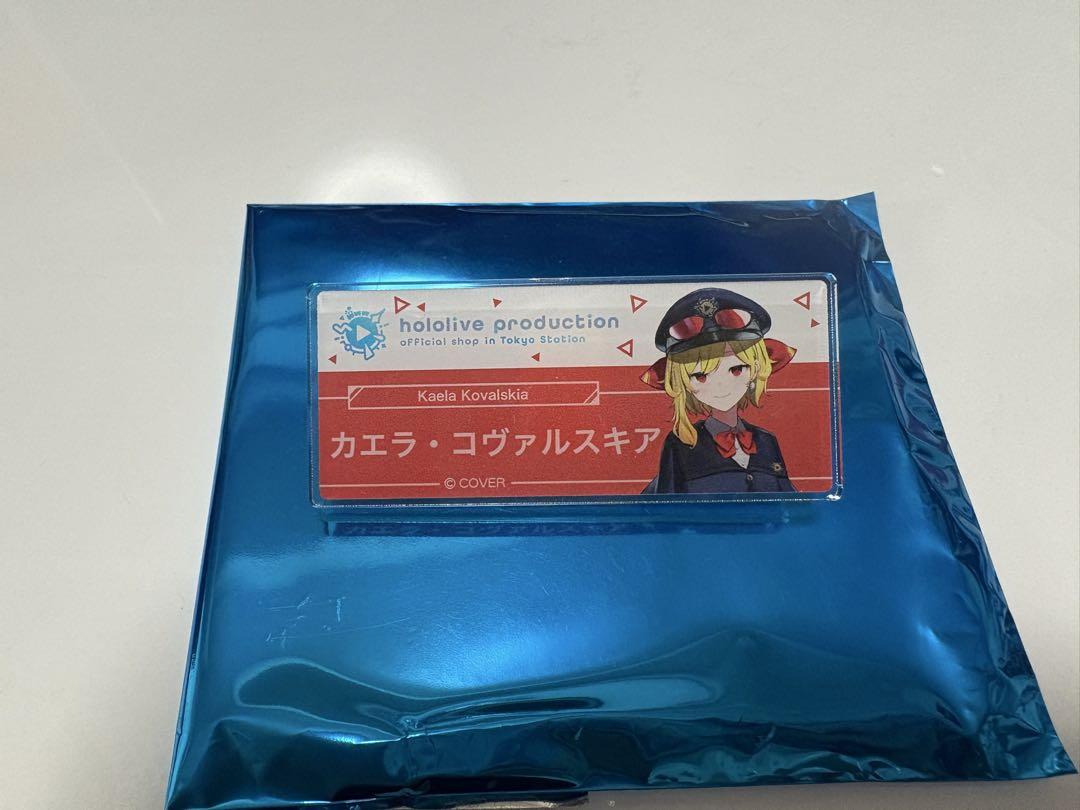 hololive production
official shop in Tokyo Station
Kaela Kovalskia
カエラ・コヴァルスキア
© COVER